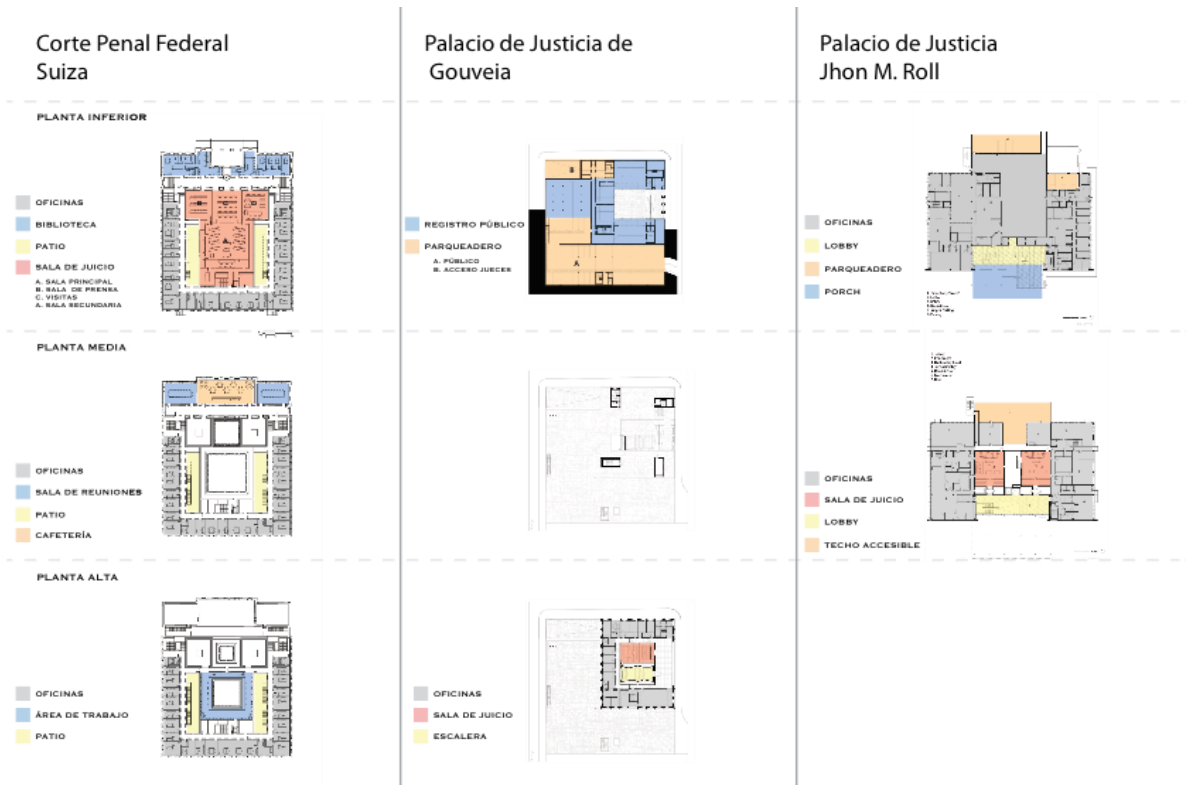 Corte Penal Federal
Suiza
Palacio de Justicia de
Gouveia
Palacio de Justicia
Jhon M. Roll
PLANTA INFERIOR
OFICINAS
BIBLIOTECA
PATIO
SALA DE JUICIO
A. SALA PRINCIPAL
B. SALA DE PRENSA
C. VISITAS
A. SALA SECUNDARIA
REGISTRO PÚBLICO
PARQUEADERO
A. PÚBLICO
B. ACCESO JUECES
A
B
OFICINAS
LOBBY
PARQUEADERO
PORCH
PLANTA MEDIA
OFICINAS
SALA DE REUNIONES
PATIO
CAFETERÍA
OFICINAS
SALA DE JUICIO
LOBBY
TECHO ACCESIBLE
PLANTA ALTA
OFICINAS
ÁREA DE TRABAJO
PATIO
OFICINAS
SALA DE JUICIO
ESCALERA